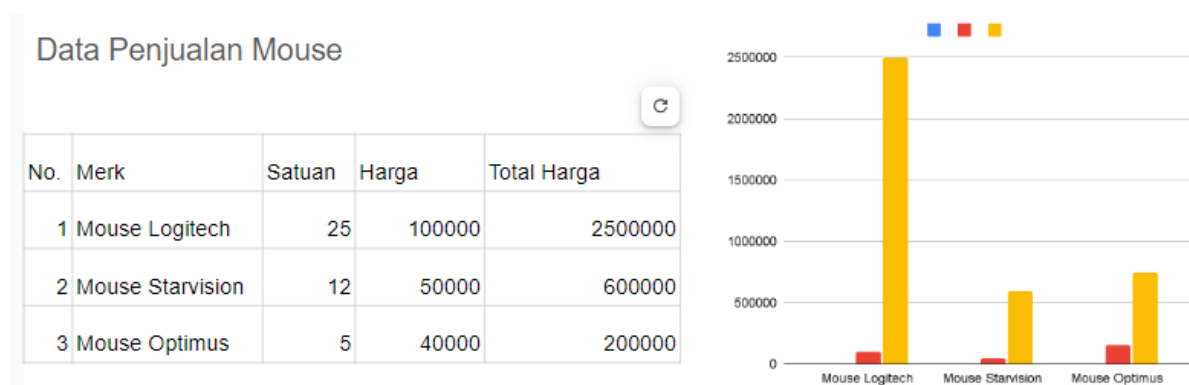 Data Penjualan Mouse
No. Merk Satuan Harga Total Harga
1 Mouse Logitech 25 100000 2500000
2 Mouse Starvision 12 50000 600000
3 Mouse Optimus 5 40000 200000
2500000
2000000
1500000
1000000
500000
0
Mouse Logitech Mouse Starvision Mouse Optimus